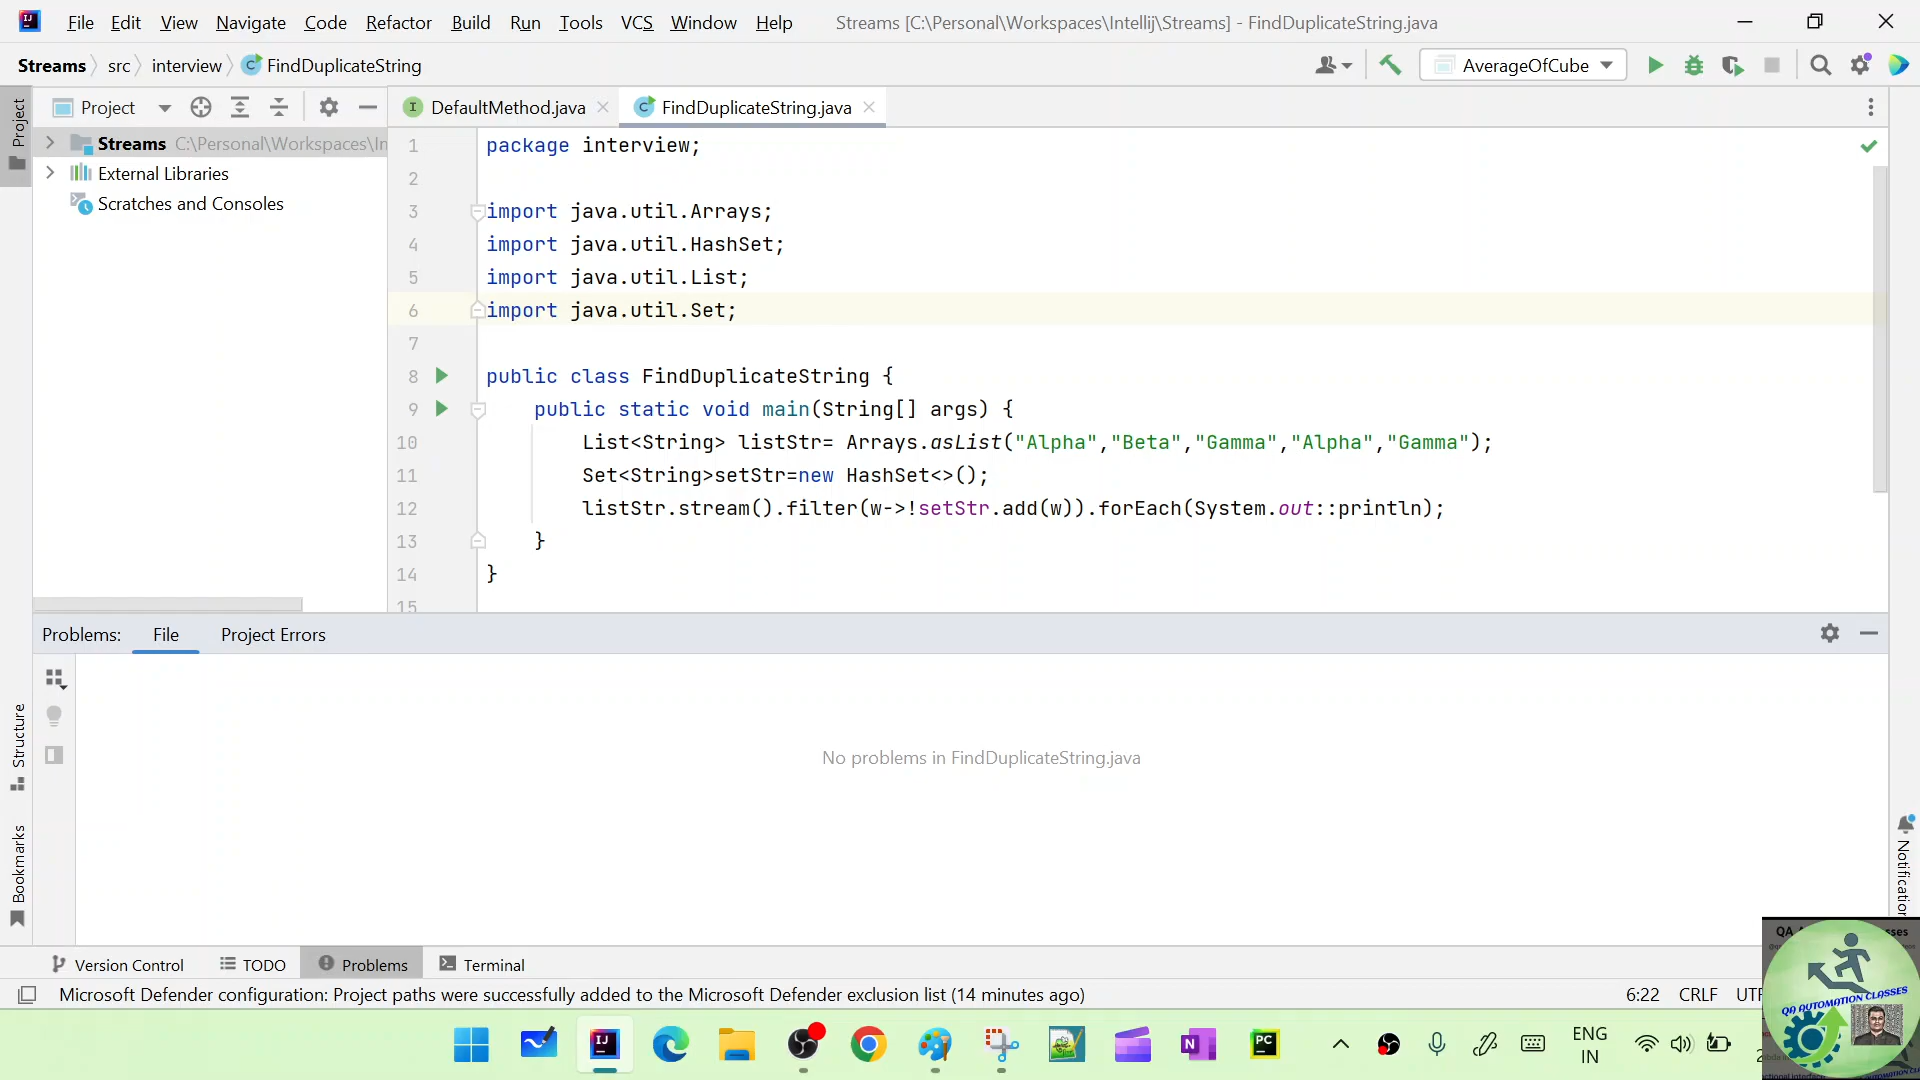 File Edit View Navigate Code Refactor Build Run Tools VCS Window Help Streams [C:\Personal\Workspaces\Intellij\Streams] - FindDuplicateString.java
Streams src interview FindDuplicateString AverageOfCube
Project DefaultMethod.java FindDuplicateString.java
Project
Streams C:\Personal\Workspaces\In
External Libraries
Scratches and Consoles
1 package interview;
2
3 import java.util.Arrays;
4 import java.util.HashSet;
5 import java.util.List;
6 import java.util.Set;
7
8 public class FindDuplicateString {
9 public static void main(String[] args) {
10 List<String> listStr= Arrays.asList("Alpha","Beta","Gamma","Alpha","Gamma");
11 Set<String>setStr=new HashSet<>();
12 listStr.stream().filter(w->!setStr.add(w)).forEach(System.out::println);
13 }
14 }
15
Problems: File Project Errors
No problems in FindDuplicateString.java
Structure
Bookmarks
Notification
Version Control TODO Problems Terminal
Microsoft Defender configuration: Project paths were successfully added to the Microsoft Defender exclusion list (14 minutes ago) 6:22 CRLF UTF
QA AUTOMATION CLASSES
ENG
IN